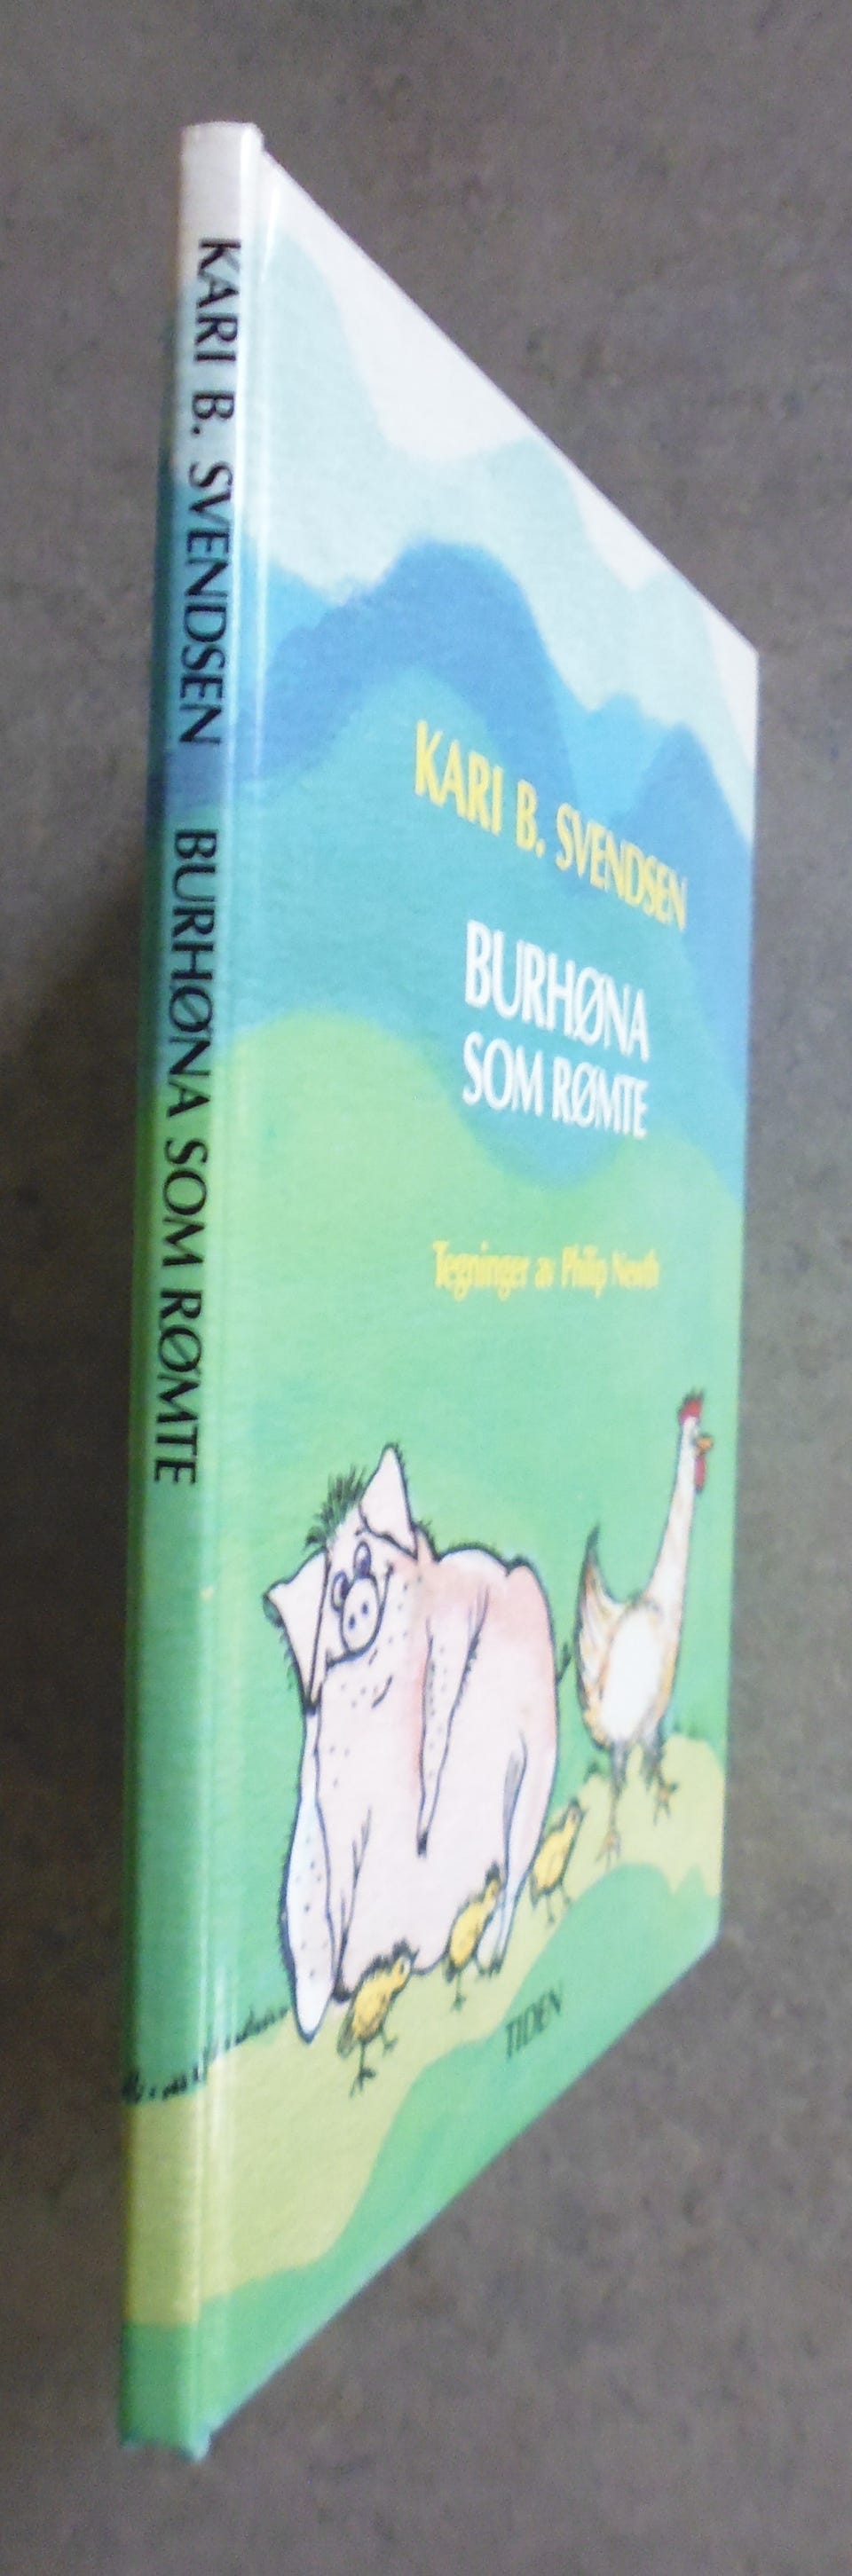 KARI B. SVENDSEN BURHØNA SOM RØMTE
KARI B. SVENDSEN
BURHØNA
SOM RØMTE
Tegninger av Philip Newth
TIDEN